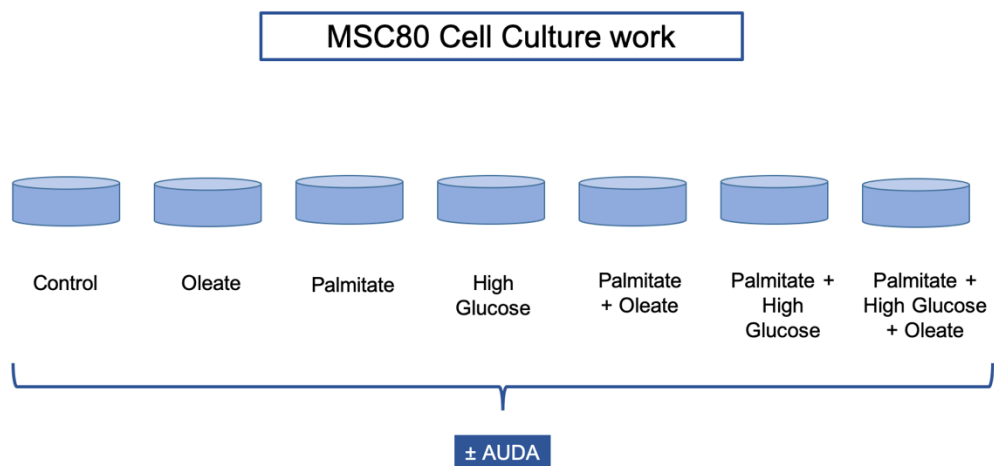 MSC80 Cell Culture work
Control
Oleate
Palmitate
High
Glucose
Palmitate
+ Oleate
Palmitate +
High
Glucose
Palmitate +
High Glucose
+ Oleate
± AUDA